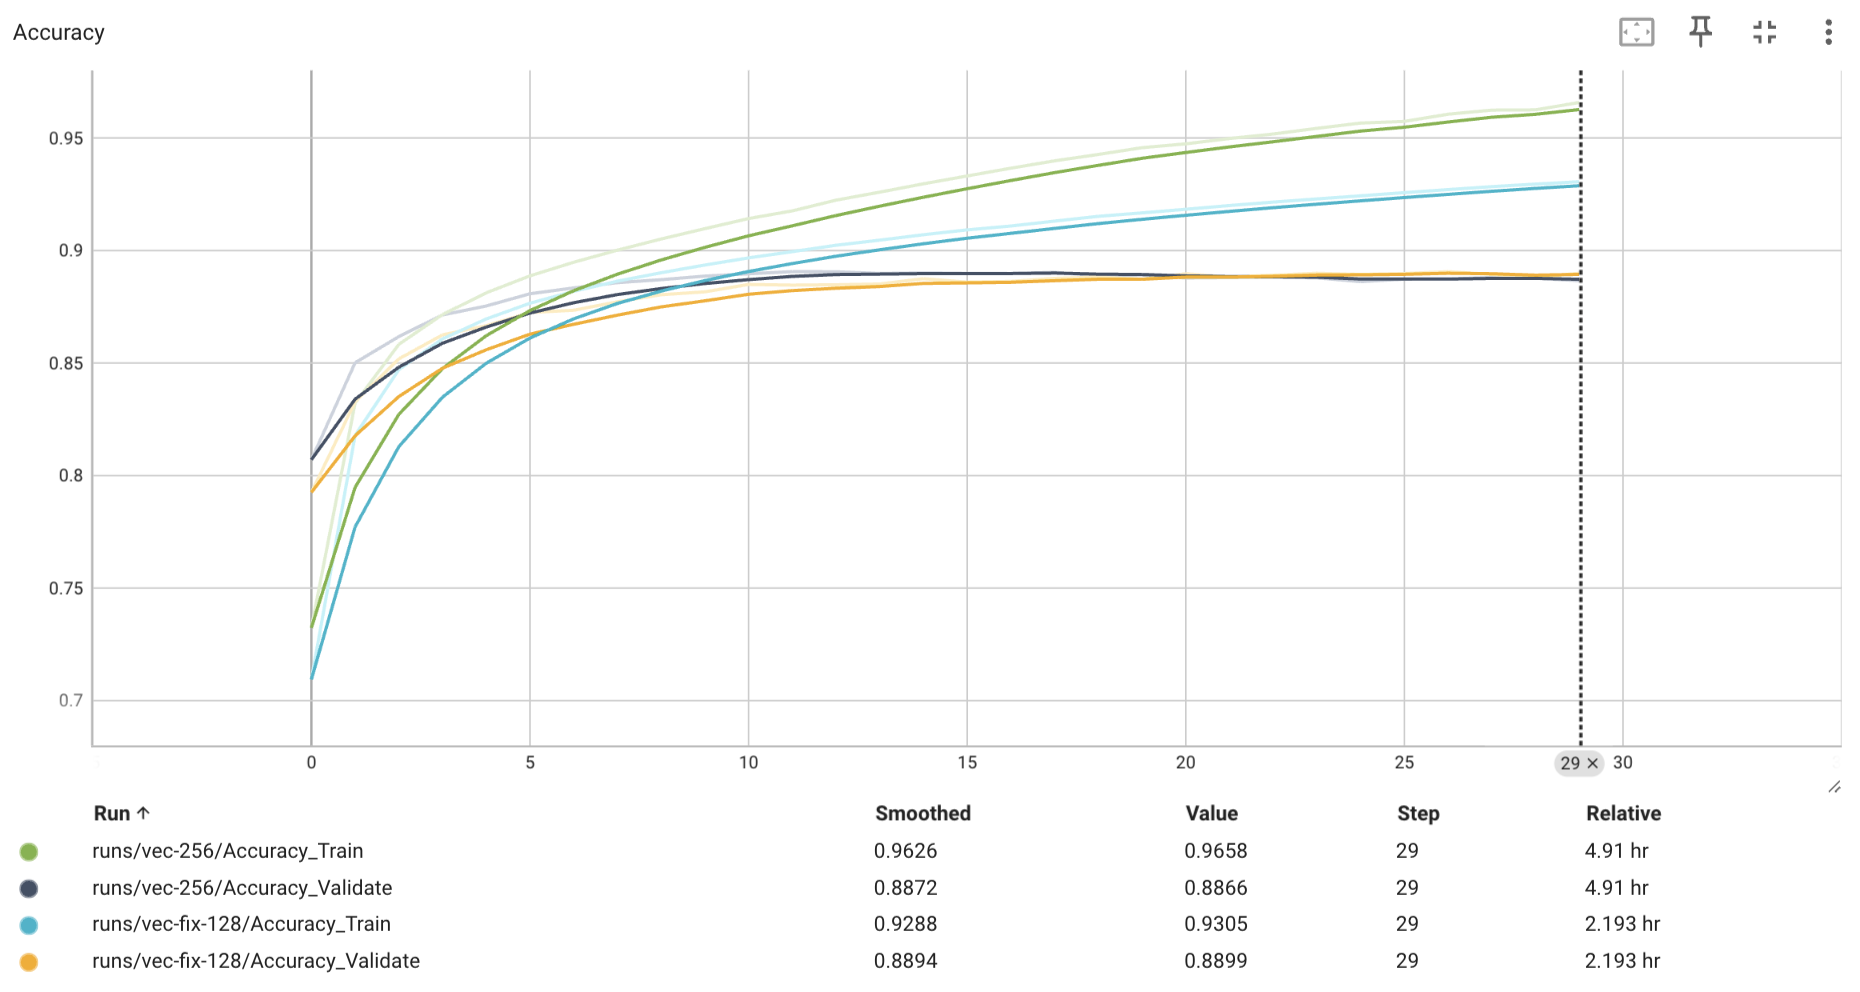 Accuracy
0.95
0.9
0.85
0.8
0.75
0.7
0 5 10 15 20 25 29 × 30
Run ↑ Smoothed Value Step Relative
runs/vec-256/Accuracy_Train 0.9626 0.9658 29 4.91 hr
runs/vec-256/Accuracy_Validate 0.8872 0.8866 29 4.91 hr
runs/vec-fix-128/Accuracy_Train 0.9288 0.9305 29 2.193 hr
runs/vec-fix-128/Accuracy_Validate 0.8894 0.8899 29 2.193 hr